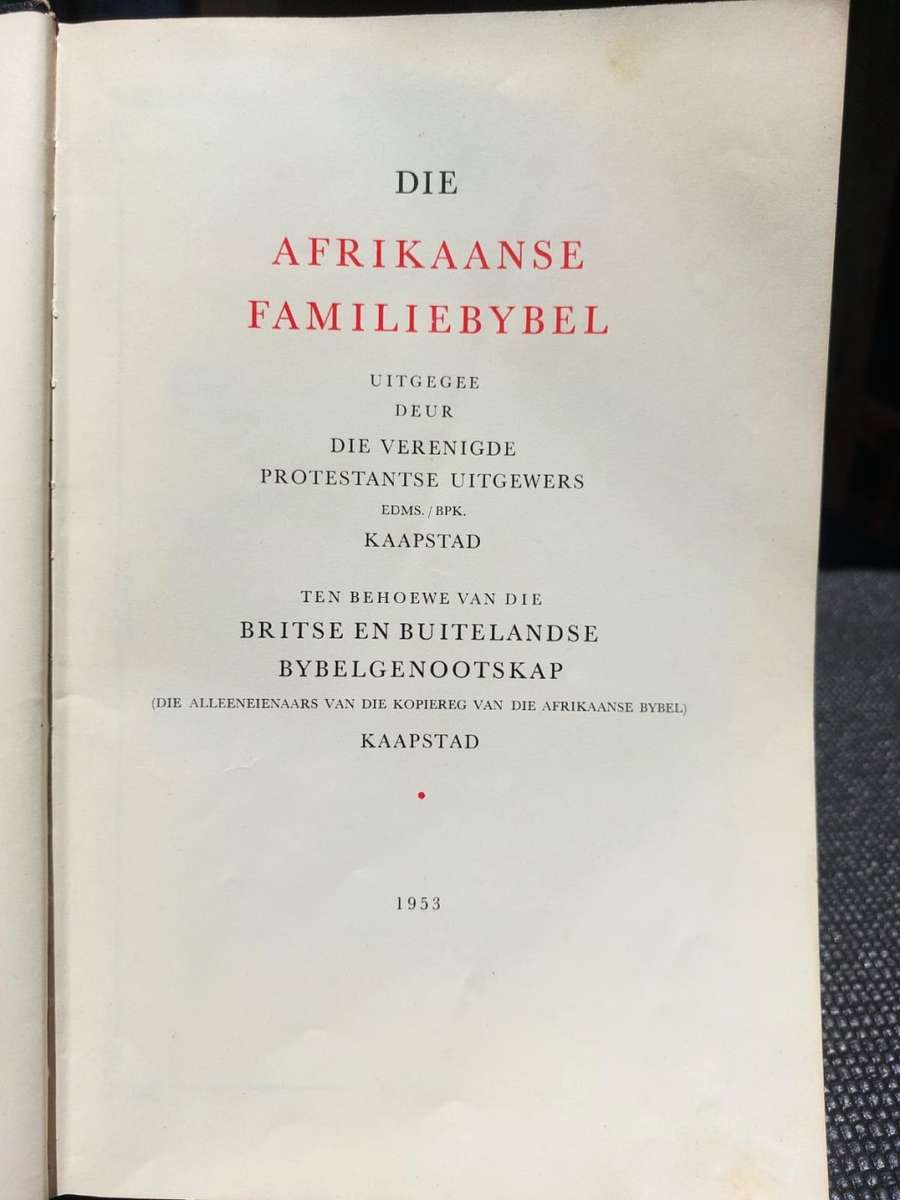 DIE
AFRIKAANSE
FAMILIEBYBEL
UITGEGEE
DEUR
DIE VERENIGDE
PROTESTANTSE UITGEWERS
EDMS. / BPK.
KAAPSTAD
TEN BEHOEWE VAN DIE
BRITSE EN BUITELANDSE
BYBELGENOOTSKAP
(DIE ALLEENEIENAARS VAN DIE KOPIEREG VAN DIE AFRIKAANSE BYBEL)
KAAPSTAD
1953